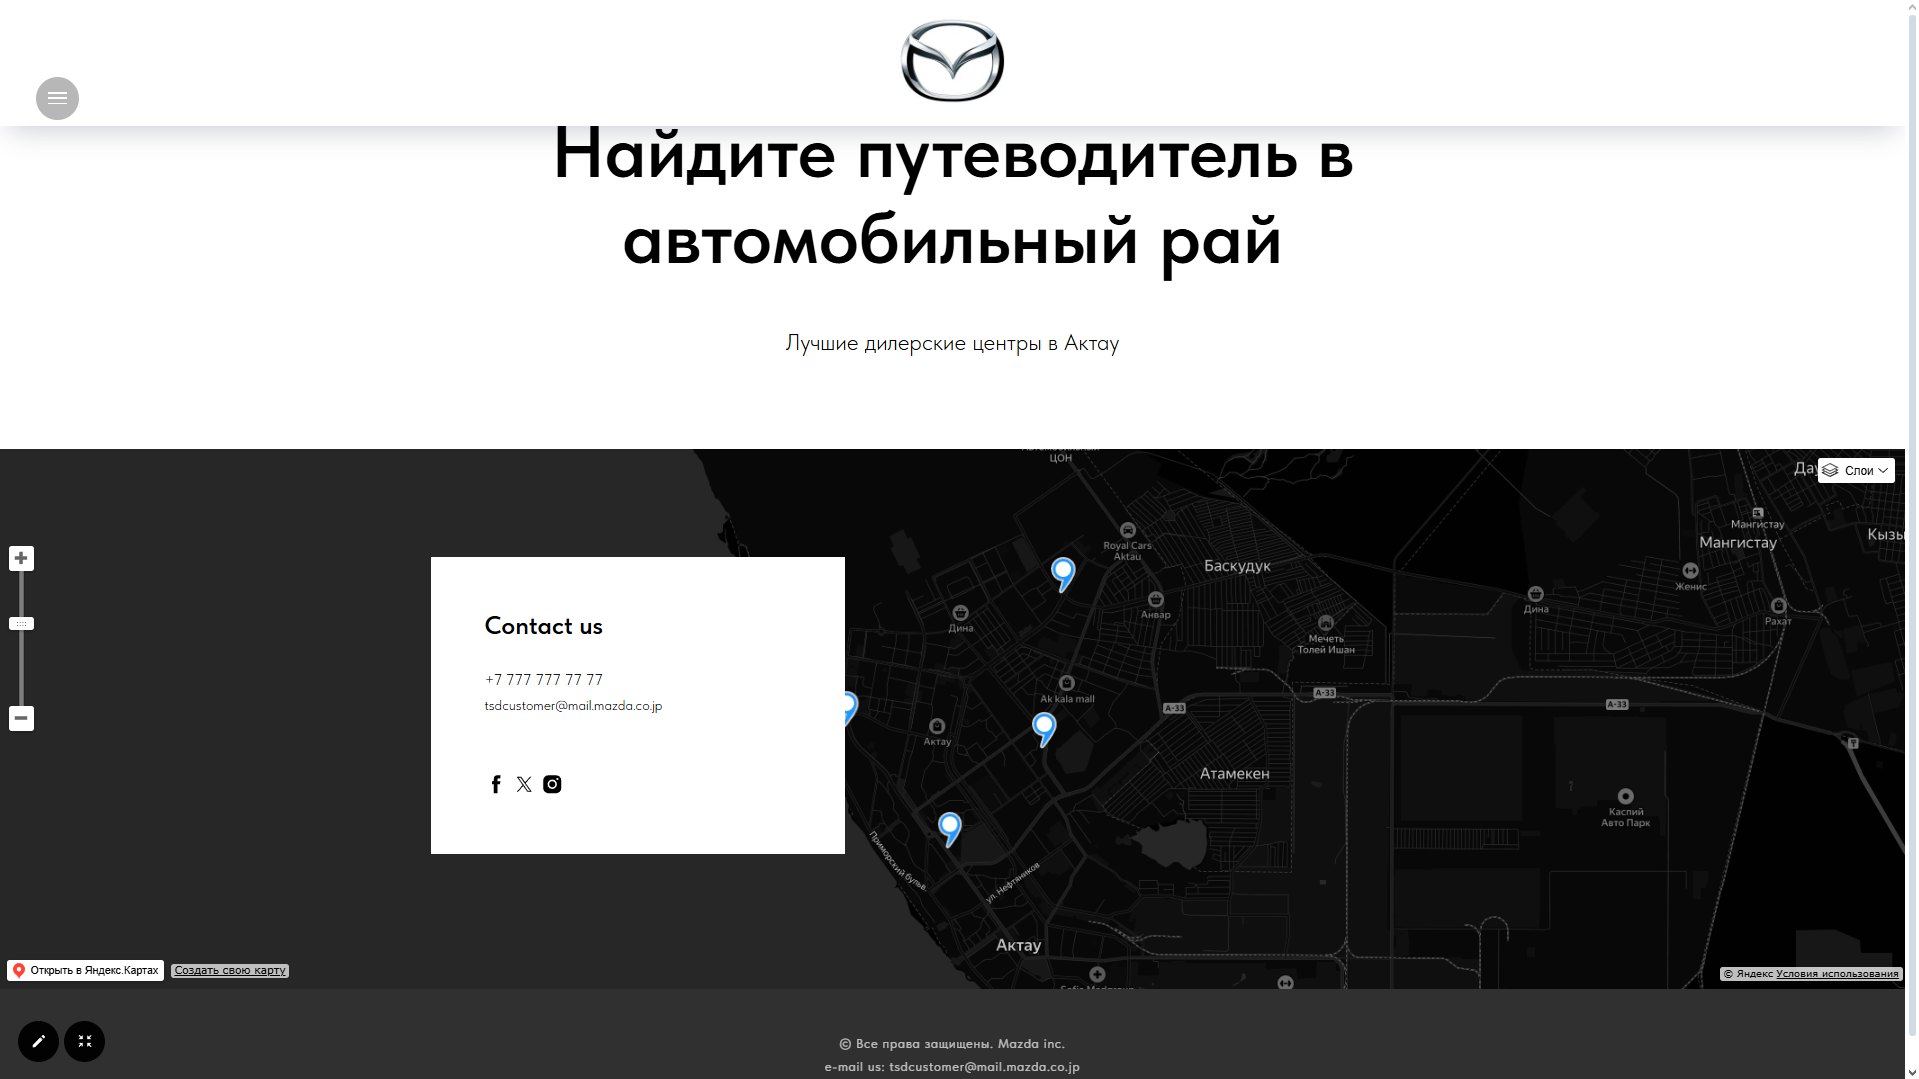 Найдите путеводитель в
автомобильный рай
Лучшие дилерские центры в Актау
ЦОН
Слои
Мангистау
Мангистау
Кызы
Royal Cars
Aktau
Баскудук
Женис
Дина
Анвар
Дина
Рахат
Мечеть
Толей Ишан
Contact us
+7 777 777 77 77
tsdcustomer@mail.mazda.co.jp
Ak kala mall
А-33
А-33
А-33
Актау
Атамекен
Каспий
Авто Парк
Приморский бульв.
ул. Нефтяников
Актау
Открыть в Яндекс.Картах
Создать свою карту
© Яндекс Условия использования
© Все права защищены. Mazda inc.
e-mail us: tsdcustomer@mail.mazda.co.jp